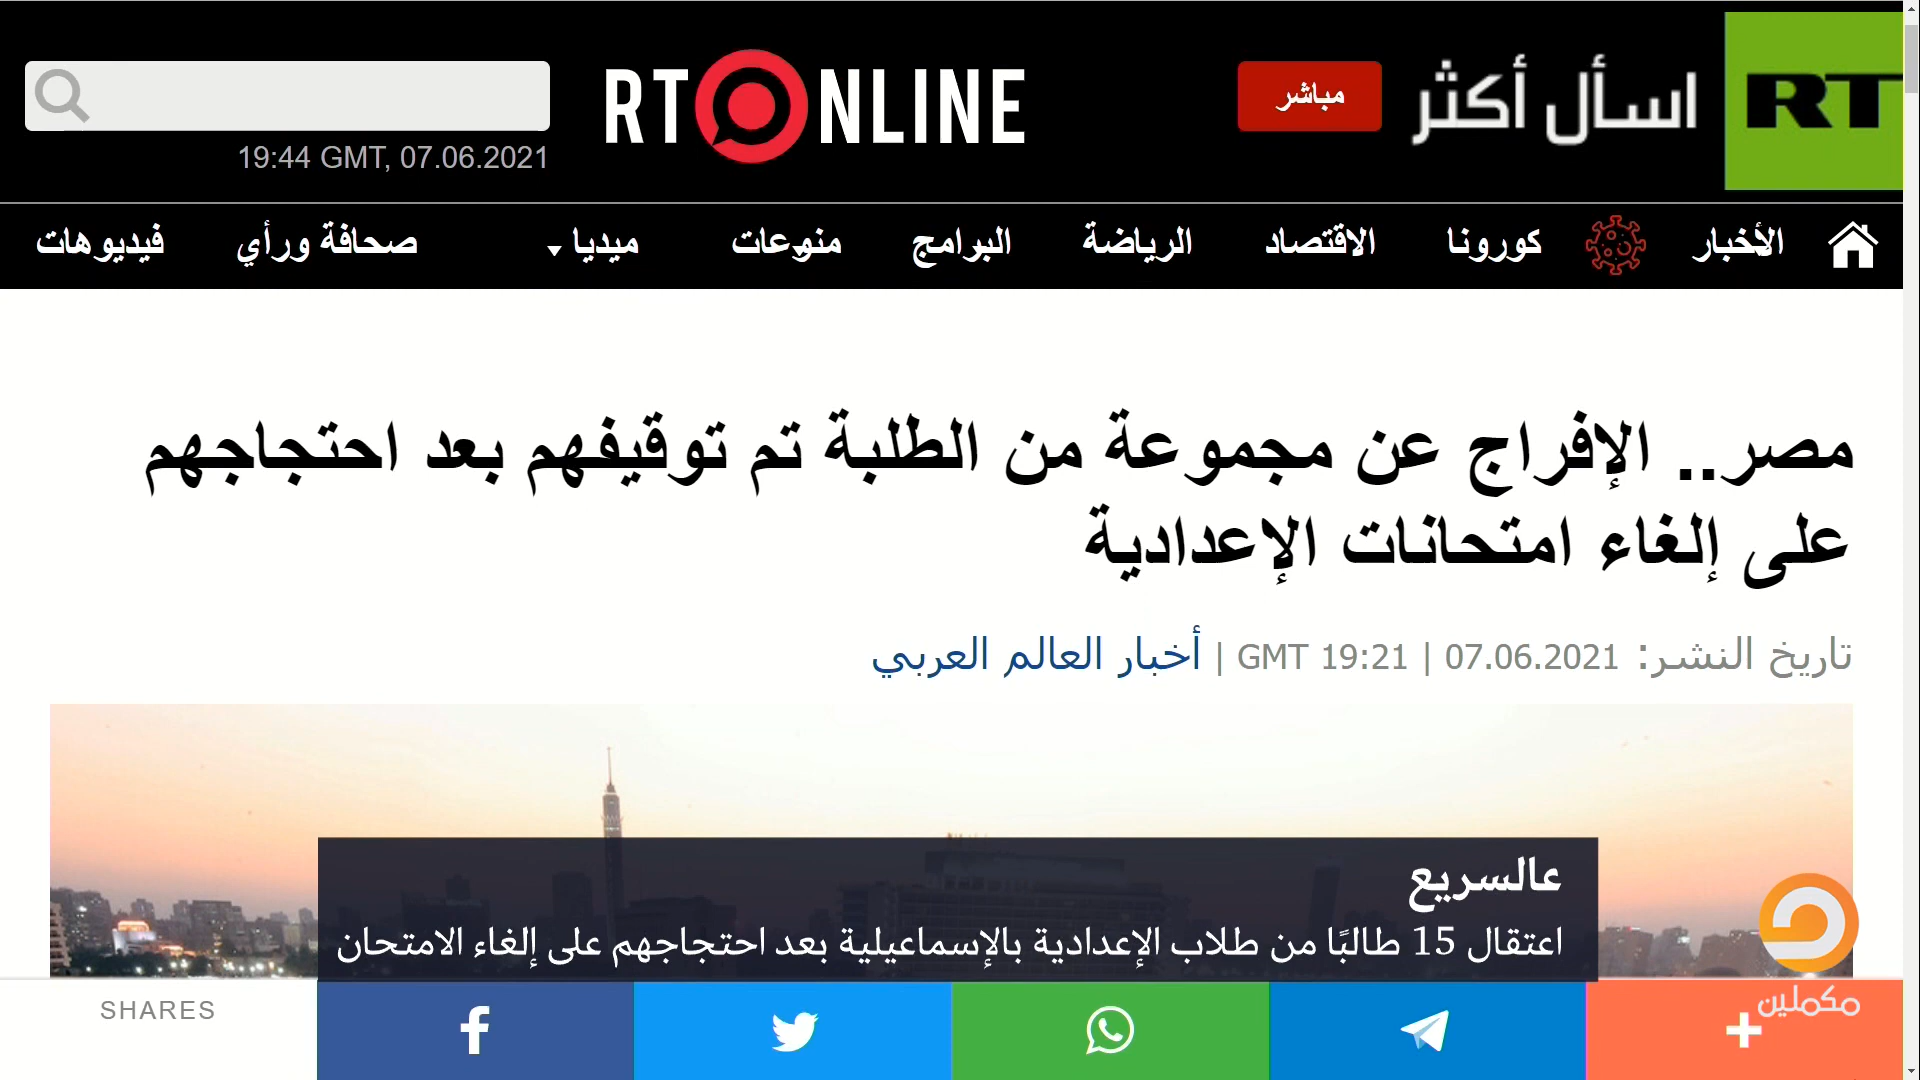 RT
اسأل أكثر
مباشر
RTONLINE
19:44 GMT, 07.06.2021
الأخبار
كورونا
الاقتصاد
الرياضة
البرامج
منوعات
ميديا
صحافة ورأي
فيديوهات
مصر.. الإفراج عن مجموعة من الطلبة تم توقيفهم بعد احتجاجهم
على إلغاء امتحانات الإعدادية
تاريخ النشر: 07.06.2021 | 19:21 GMT | أخبار العالم العربي
عالسريع
اعتقال 15 طالبًا من طلاب الإعدادية بالإسماعيلية بعد احتجاجهم على إلغاء الامتحان
مكملين
SHARES